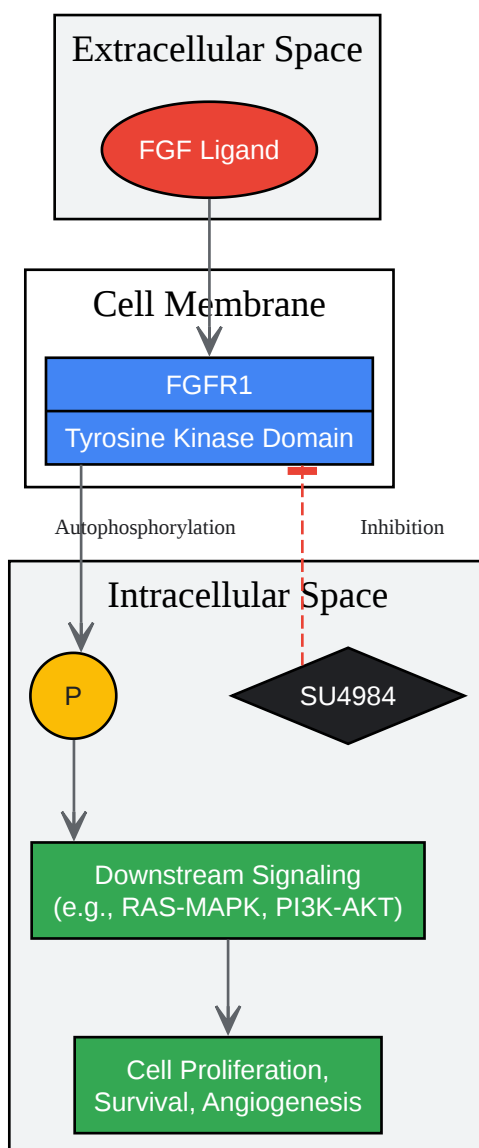 Extracellular Space
FGF Ligand
Cell Membrane
FGFR1
Tyrosine Kinase Domain
Autophosphorylation
Inhibition
Intracellular Space
P
SU4984
Downstream Signaling
(e.g., RAS-MAPK, PI3K-AKT)
Cell Proliferation,
Survival, Angiogenesis